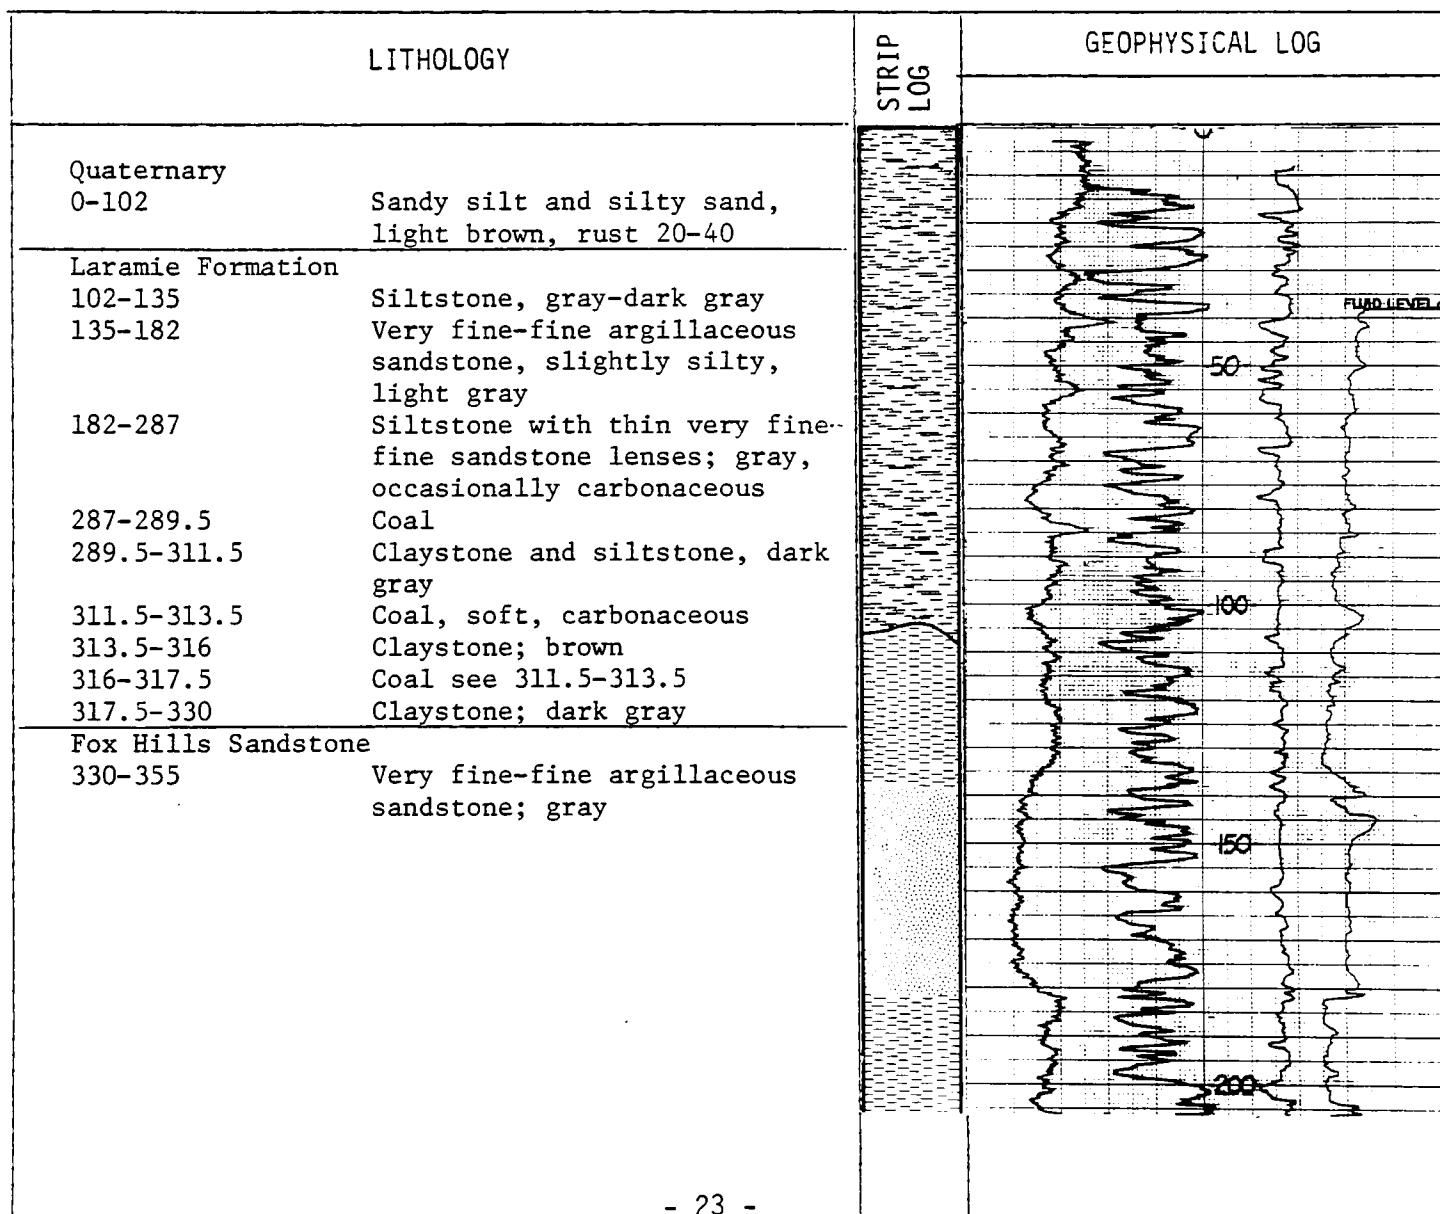 LITHOLOGY
STRIP LOG
GEOPHYSICAL LOG
Quaternary
0-102 Sandy silt and silty sand,
light brown, rust 20-40
Laramie Formation
102-135 Siltstone, gray-dark gray
135-182 Very fine-fine argillaceous
sandstone, slightly silty,
light gray
182-287 Siltstone with thin very fine-
fine sandstone lenses; gray,
occasionally carbonaceous
287-289.5 Coal
289.5-311.5 Claystone and siltstone, dark
gray
311.5-313.5 Coal, soft, carbonaceous
313.5-316 Claystone; brown
316-317.5 Coal see 311.5-313.5
317.5-330 Claystone; dark gray
Fox Hills Sandstone
330-355 Very fine-fine argillaceous
sandstone; gray
FLUID LEVEL
50
100
150
200
- 23 -